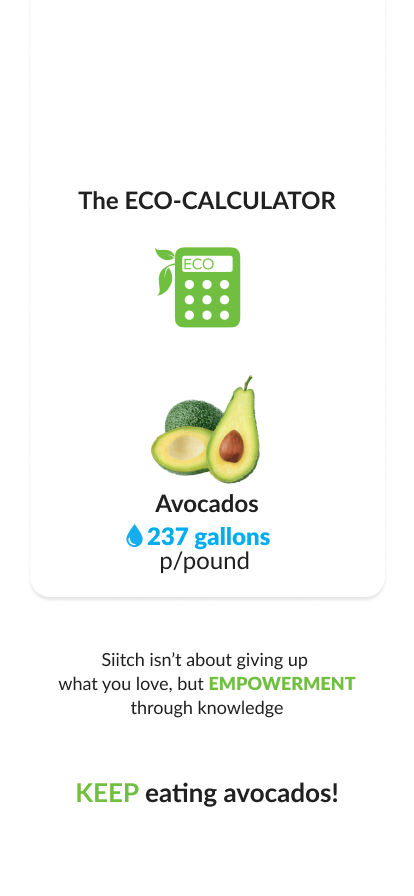 The ECO-CALCULATOR
ECO
Avocados
237 gallons
p/pound
Siitch isn’t about giving up
what you love, but EMPOWERMENT
through knowledge
KEEP eating avocados!